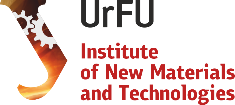 UrFU
Institute
of New Materials
and Technologies